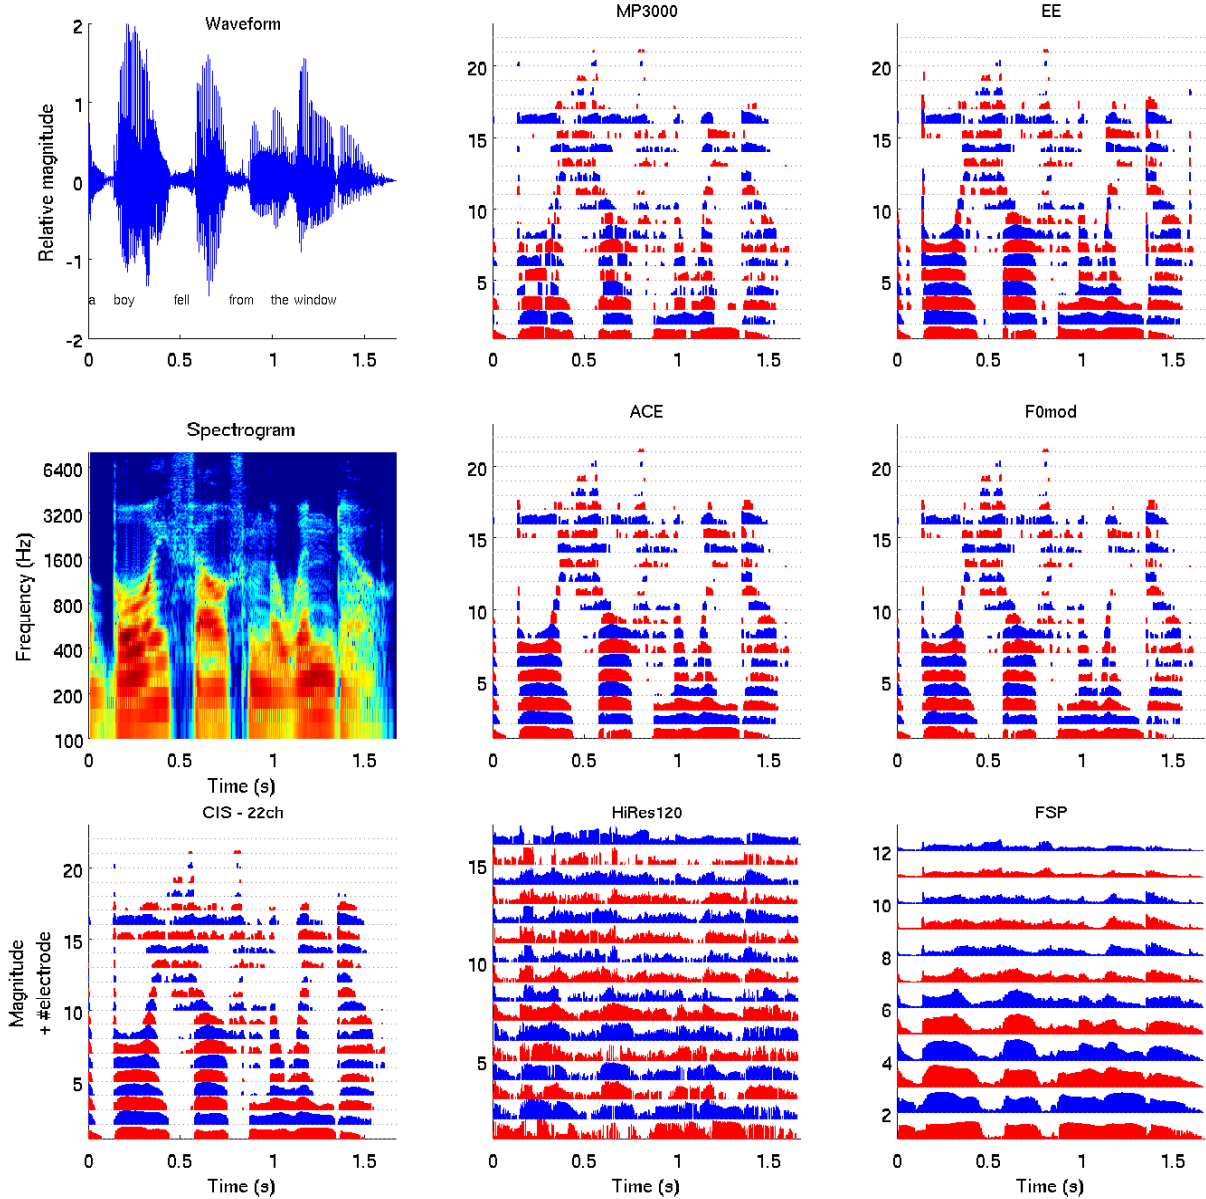 Waveform
Relative magnitude
2
1
0
-1
-2
a boy fell from the window
0 0.5 1 1.5
MP3000
20
15
10
5
0 0.5 1 1.5
EE
20
15
10
5
0 0.5 1 1.5
Spectrogram
Frequency (Hz)
6400
3200
1600
800
400
200
100
0 0.5 1 1.5
Time (s)
ACE
20
15
10
5
0 0.5 1 1.5
F0mod
20
15
10
5
0 0.5 1 1.5
CIS - 22ch
Magnitude
+ #electrode
20
15
10
5
0 0.5 1 1.5
Time (s)
HiRes120
15
10
5
0 0.5 1 1.5
Time (s)
FSP
12
10
8
6
4
2
0 0.5 1 1.5
Time (s)